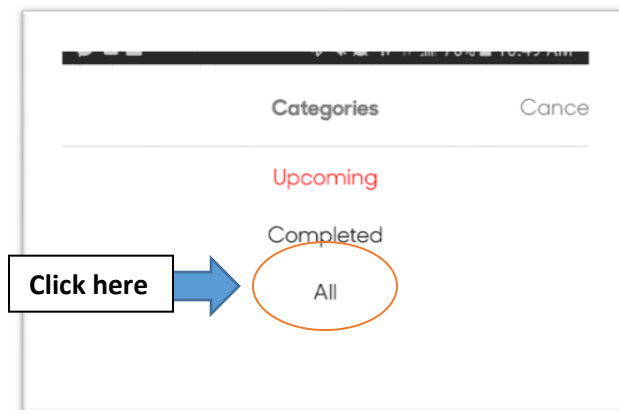 Categories Cance
Upcoming
Completed
Click here
All